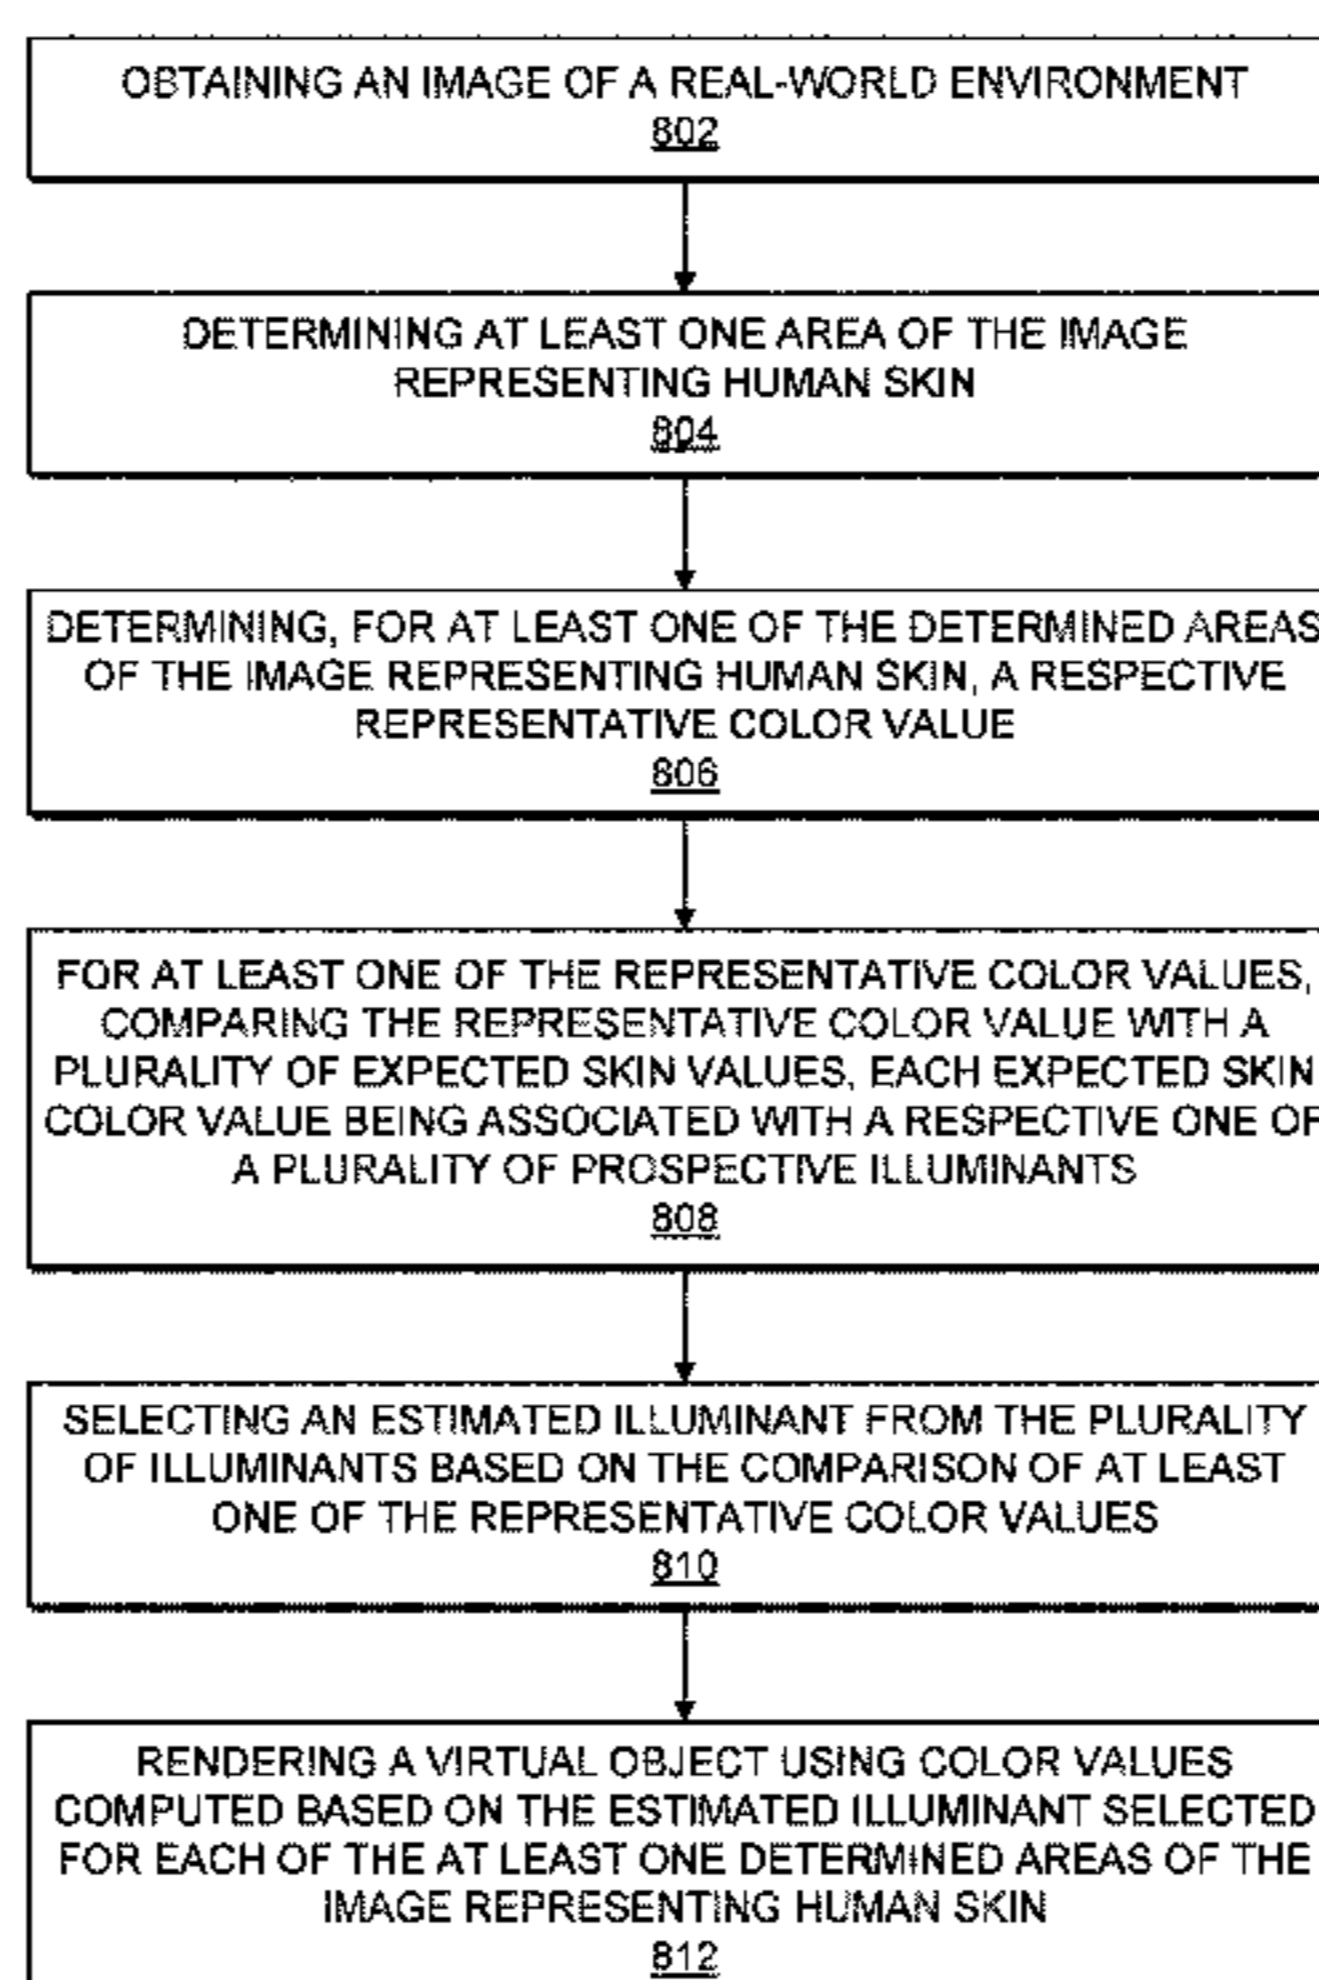 OBTAINING AN IMAGE OF A REAL-WORLD ENVIRONMENT
802
DETERMINING AT LEAST ONE AREA OF THE IMAGE
REPRESENTING HUMAN SKIN
804
DETERMINING, FOR AT LEAST ONE OF THE DETERMINED AREAS
OF THE IMAGE REPRESENTING HUMAN SKIN, A RESPECTIVE
REPRESENTATIVE COLOR VALUE
806
FOR AT LEAST ONE OF THE REPRESENTATIVE COLOR VALUES,
COMPARING THE REPRESENTATIVE COLOR VALUE WITH A
PLURALITY OF EXPECTED SKIN VALUES, EACH EXPECTED SKIN
COLOR VALUE BEING ASSOCIATED WITH A RESPECTIVE ONE OF
A PLURALITY OF PROSPECTIVE ILLUMINANTS
808
SELECTING AN ESTIMATED ILLUMINANT FROM THE PLURALITY
OF ILLUMINANTS BASED ON THE COMPARISON OF AT LEAST
ONE OF THE REPRESENTATIVE COLOR VALUES
810
RENDERING A VIRTUAL OBJECT USING COLOR VALUES
COMPUTED BASED ON THE ESTIMATED ILLUMINANT SELECTED
FOR EACH OF THE AT LEAST ONE DETERMINED AREAS OF THE
IMAGE REPRESENTING HUMAN SKIN
812